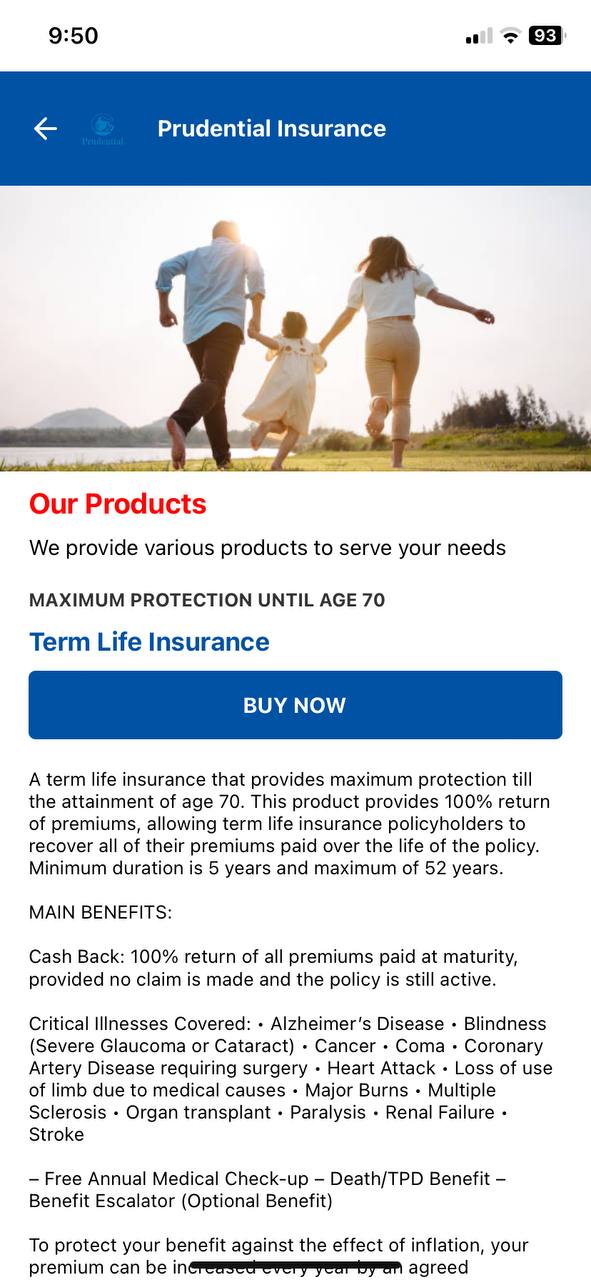 9:50
93
Prudential
Prudential Insurance
Our Products
We provide various products to serve your needs
MAXIMUM PROTECTION UNTIL AGE 70
Term Life Insurance
BUY NOW
A term life insurance that provides maximum protection till
the attainment of age 70. This product provides 100% return
of premiums, allowing term life insurance policyholders to
recover all of their premiums paid over the life of the policy.
Minimum duration is 5 years and maximum of 52 years.
MAIN BENEFITS:
Cash Back: 100% return of all premiums paid at maturity,
provided no claim is made and the policy is still active.
Critical Illnesses Covered: • Alzheimer’s Disease • Blindness
(Severe Glaucoma or Cataract) • Cancer • Coma • Coronary
Artery Disease requiring surgery • Heart Attack • Loss of use
of limb due to medical causes • Major Burns • Multiple
Sclerosis • Organ transplant • Paralysis • Renal Failure •
Stroke
– Free Annual Medical Check-up – Death/TPD Benefit –
Benefit Escalator (Optional Benefit)
To protect your benefit against the effect of inflation, your
premium can be increased every year by an agreed